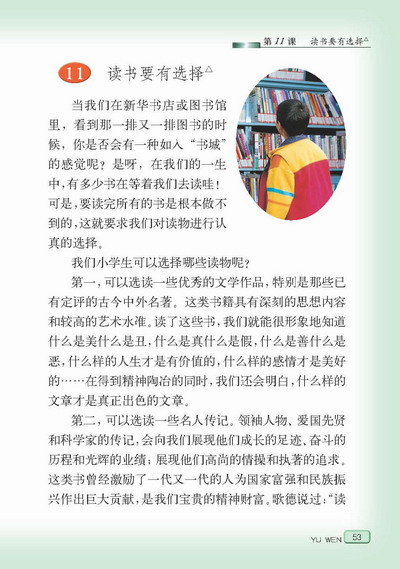 第11课 读书要有选择△
11 读书要有选择△
当我们在新华书店或图书馆
里，看到那一排又一排图书的时
候，你是否会有一种如入“书城”
的感觉呢？是呀，在我们的一生
中，有多少书在等着我们去读哇！
可是，要读完所有的书是根本做不
到的，这就要求我们对读物进行认
真的选择。
我们小学生可以选择哪些读物呢？
第一，可以选读一些优秀的文学作品，特别是那些已
有定评的古今中外名著。这类书籍具有深刻的思想内容
和较高的艺术水准。读了这些书，我们就能很形象地知道
什么是美什么是丑，什么是真什么是假，什么是善什么是
恶，什么样的人生才是有价值的，什么样的感情才是美好
的……在得到精神陶冶的同时，我们还会明白，什么样的
文章才是真正出色的文章。
第二，可以选读一些名人传记。领袖人物、爱国先贤
和科学家的传记，会向我们展现他们成长的足迹、奋斗的
历程和光辉的业绩；展现他们高尚的情操和执著的追求。
这类书曾经激励了一代又一代的人为国家富强和民族振
兴作出巨大贡献，是我们宝贵的精神财富。歌德说过：“读
YU WEN 53